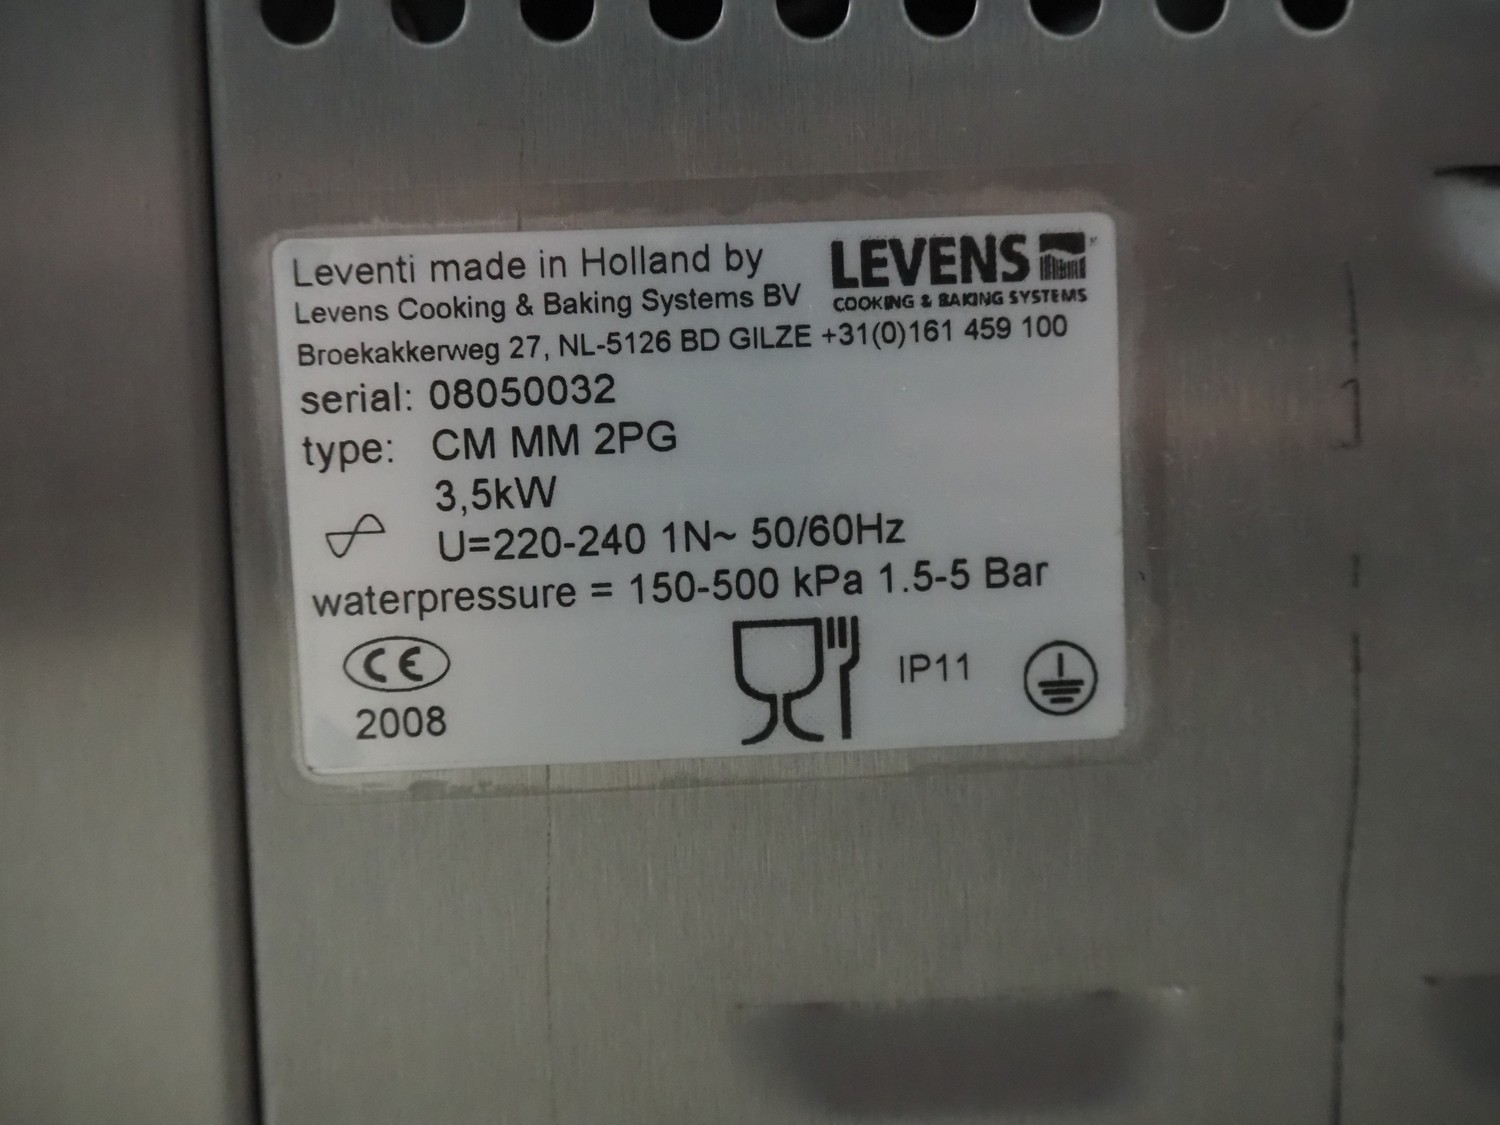 Leventi made in Holland by
Levens Cooking & Baking Systems BV
LEVENS
COOKING & BAKING SYSTEMS
Broekakkerweg 27, NL-5126 BD GILZE +31(0)161 459 100
serial: 08050032
type: CM MM 2PG
3,5kW
U=220-240 1N~ 50/60Hz
waterpressure = 150-500 kPa 1.5-5 Bar
CE
2008
IP11